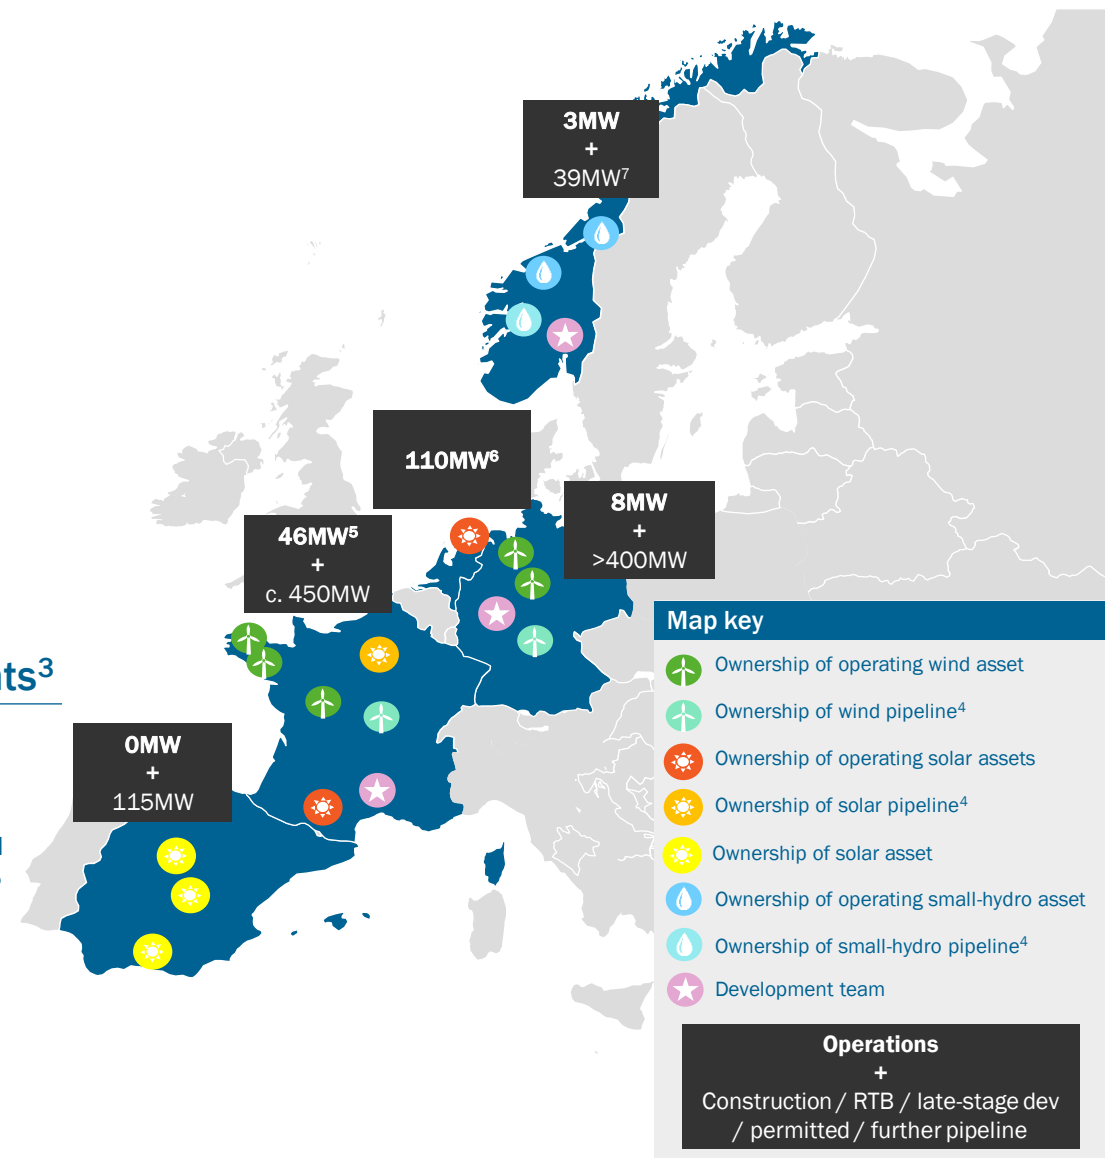 3MW
+
39MW⁷
110MW⁶
8MW
+
>400MW
46MW⁵
+
c. 450MW
ts³
0MW
+
115MW
Map key
Ownership of operating wind asset
Ownership of wind pipeline⁴
Ownership of operating solar assets
Ownership of solar pipeline⁴
Ownership of solar asset
Ownership of operating small-hydro asset
Ownership of small-hydro pipeline⁴
Development team
Operations
+
Construction / RTB / late-stage dev
/ permitted / further pipeline